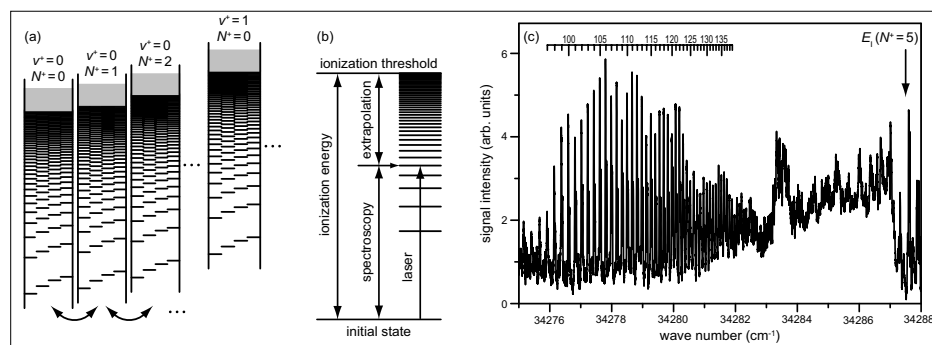 (a)
v⁺=0
N⁺=0
v⁺=0
N⁺=1
v⁺=0
N⁺=2
v⁺=1
N⁺=0
...
...
...
(b)
ionization threshold
ionization energy
extrapolation
spectroscopy
laser
initial state
(c)
100 105 110 115 120 125 130 135
Eᵢ (N⁺=5)
signal intensity (arb. units)
6
4
2
0
34276 34278 34280 34282 34284 34286 34288
wave number (cm⁻¹)